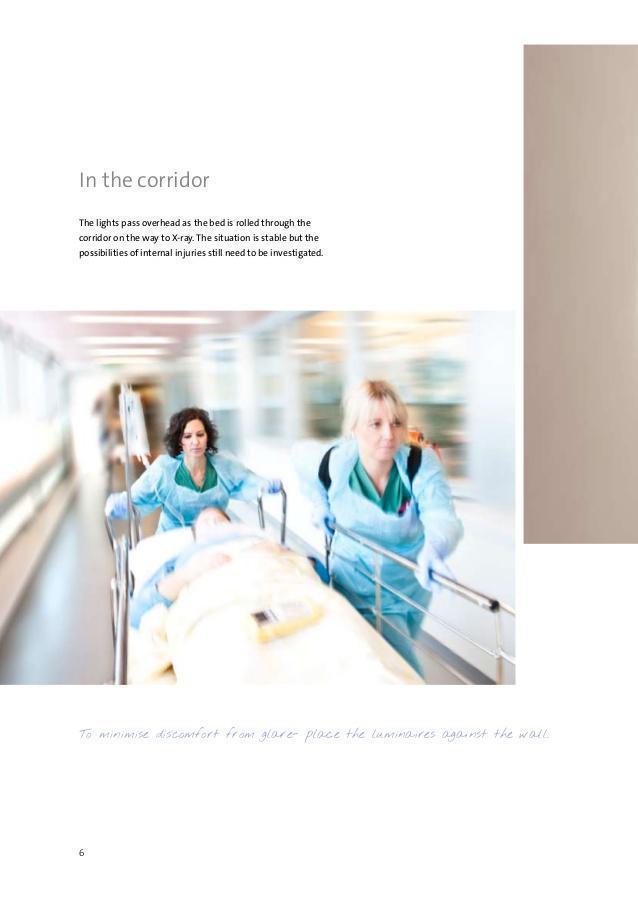 In the corridor
The lights pass overhead as the bed is rolled through the
corridor on the way to X-ray. The situation is stable but the
possibilities of internal injuries still need to be investigated.
To minimise discomfort from glare – place the luminaires against the wall.
6